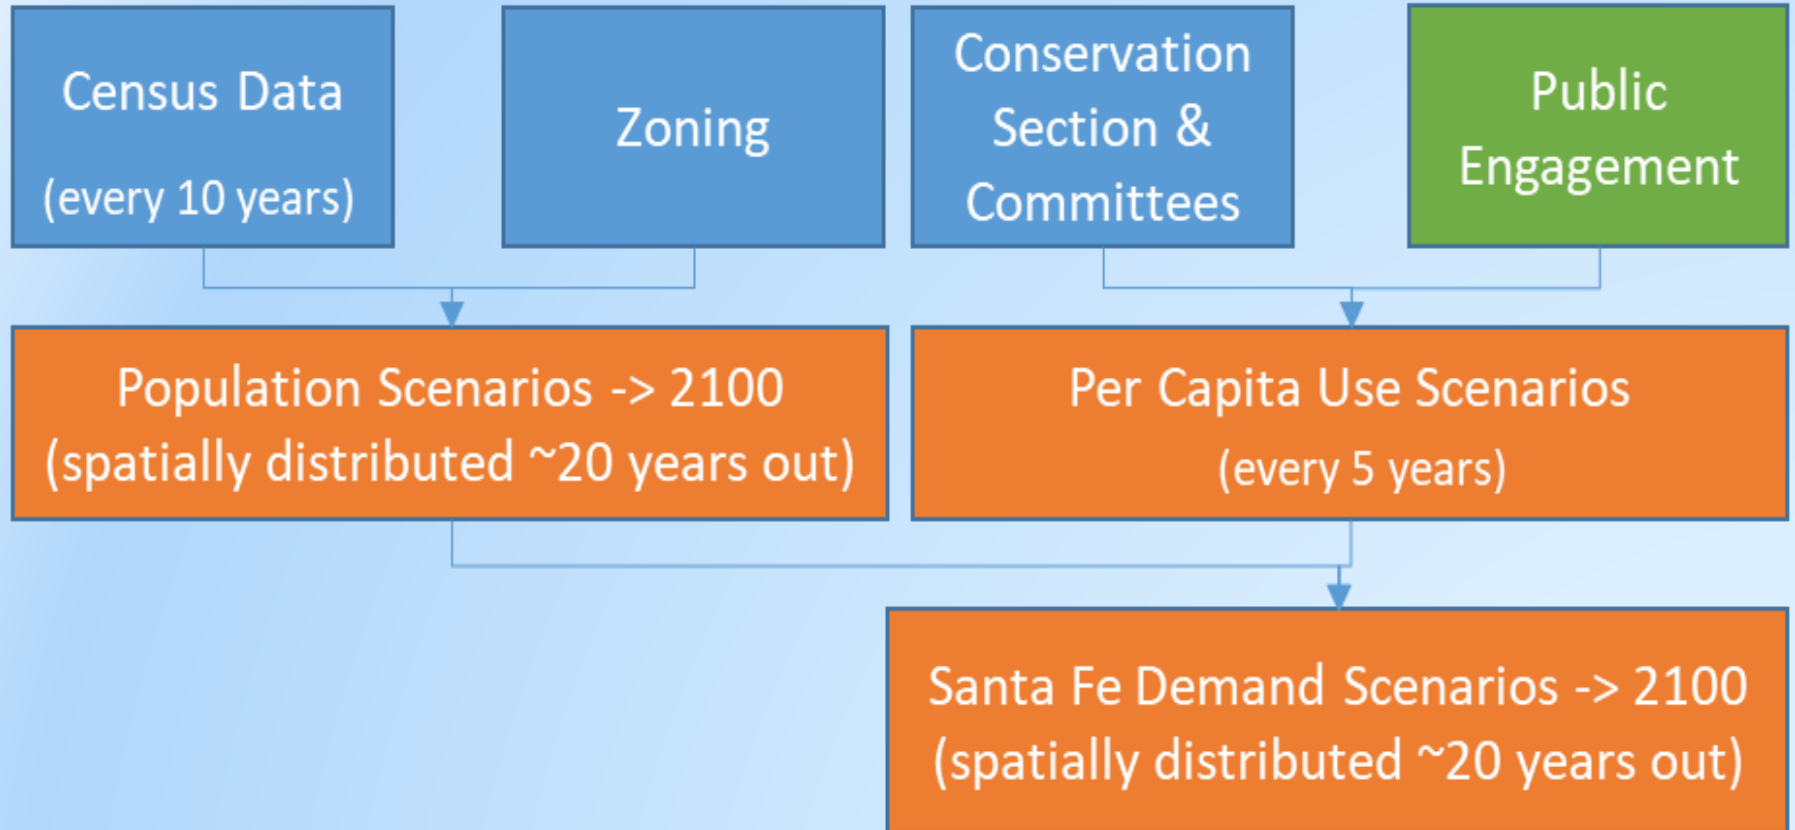 Census Data
(every 10 years)
Zoning
Conservation
Section &
Committees
Public
Engagement
Population Scenarios -> 2100
(spatially distributed ~20 years out)
Per Capita Use Scenarios
(every 5 years)
Santa Fe Demand Scenarios -> 2100
(spatially distributed ~20 years out)